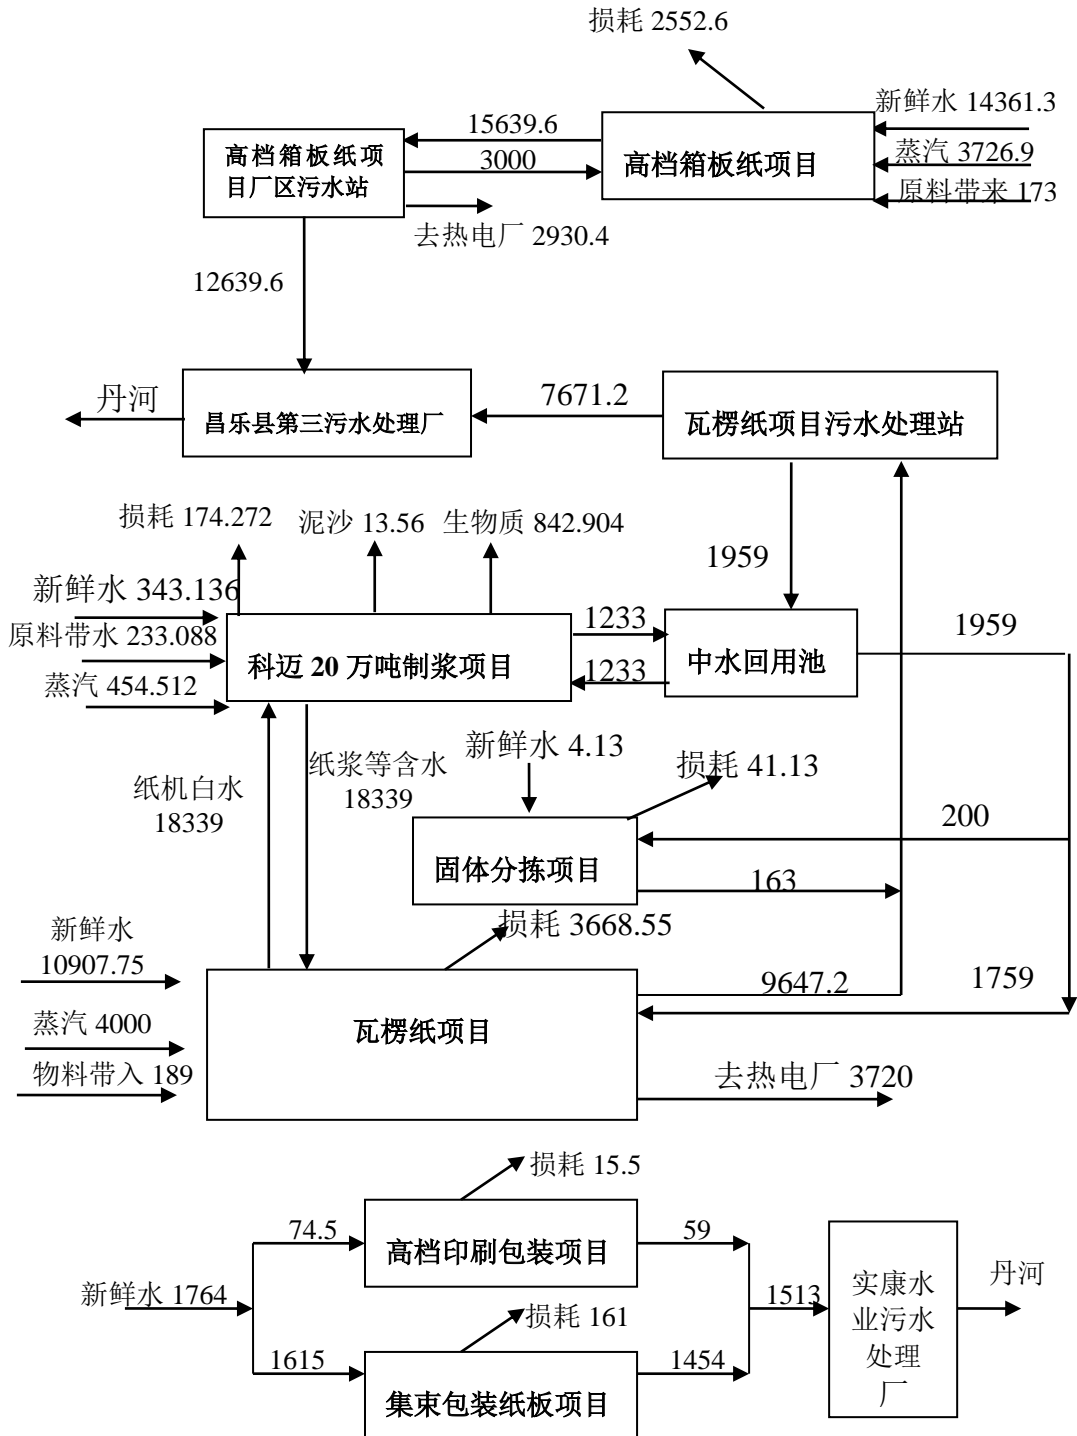 损耗 2552.6
新鲜水 14361.3
15639.6
蒸汽 3726.9
高档箱板纸项
目厂区污水站
3000
高档箱板纸项目
原料带来 173
去热电厂 2930.4
12639.6
丹河
昌乐县第三污水处理厂
7671.2
瓦楞纸项目污水处理站
损耗 174.272
泥沙 13.56
生物质 842.904
1959
新鲜水 343.136
1233
1959
原料带水 233.088
科迈 20 万吨制浆项目
中水回用池
蒸汽 454.512
1233
新鲜水 4.13
纸浆等含水
18339
损耗 41.13
纸机白水
18339
200
固体分拣项目
163
损耗 3668.55
新鲜水
10907.75
9647.2
1759
蒸汽 4000
瓦楞纸项目
物料带入 189
去热电厂 3720
损耗 15.5
74.5
高档印刷包装项目
59
新鲜水 1764
1513
实康水
业污水
处理
厂
丹河
损耗 161
1615
集束包装纸板项目
1454